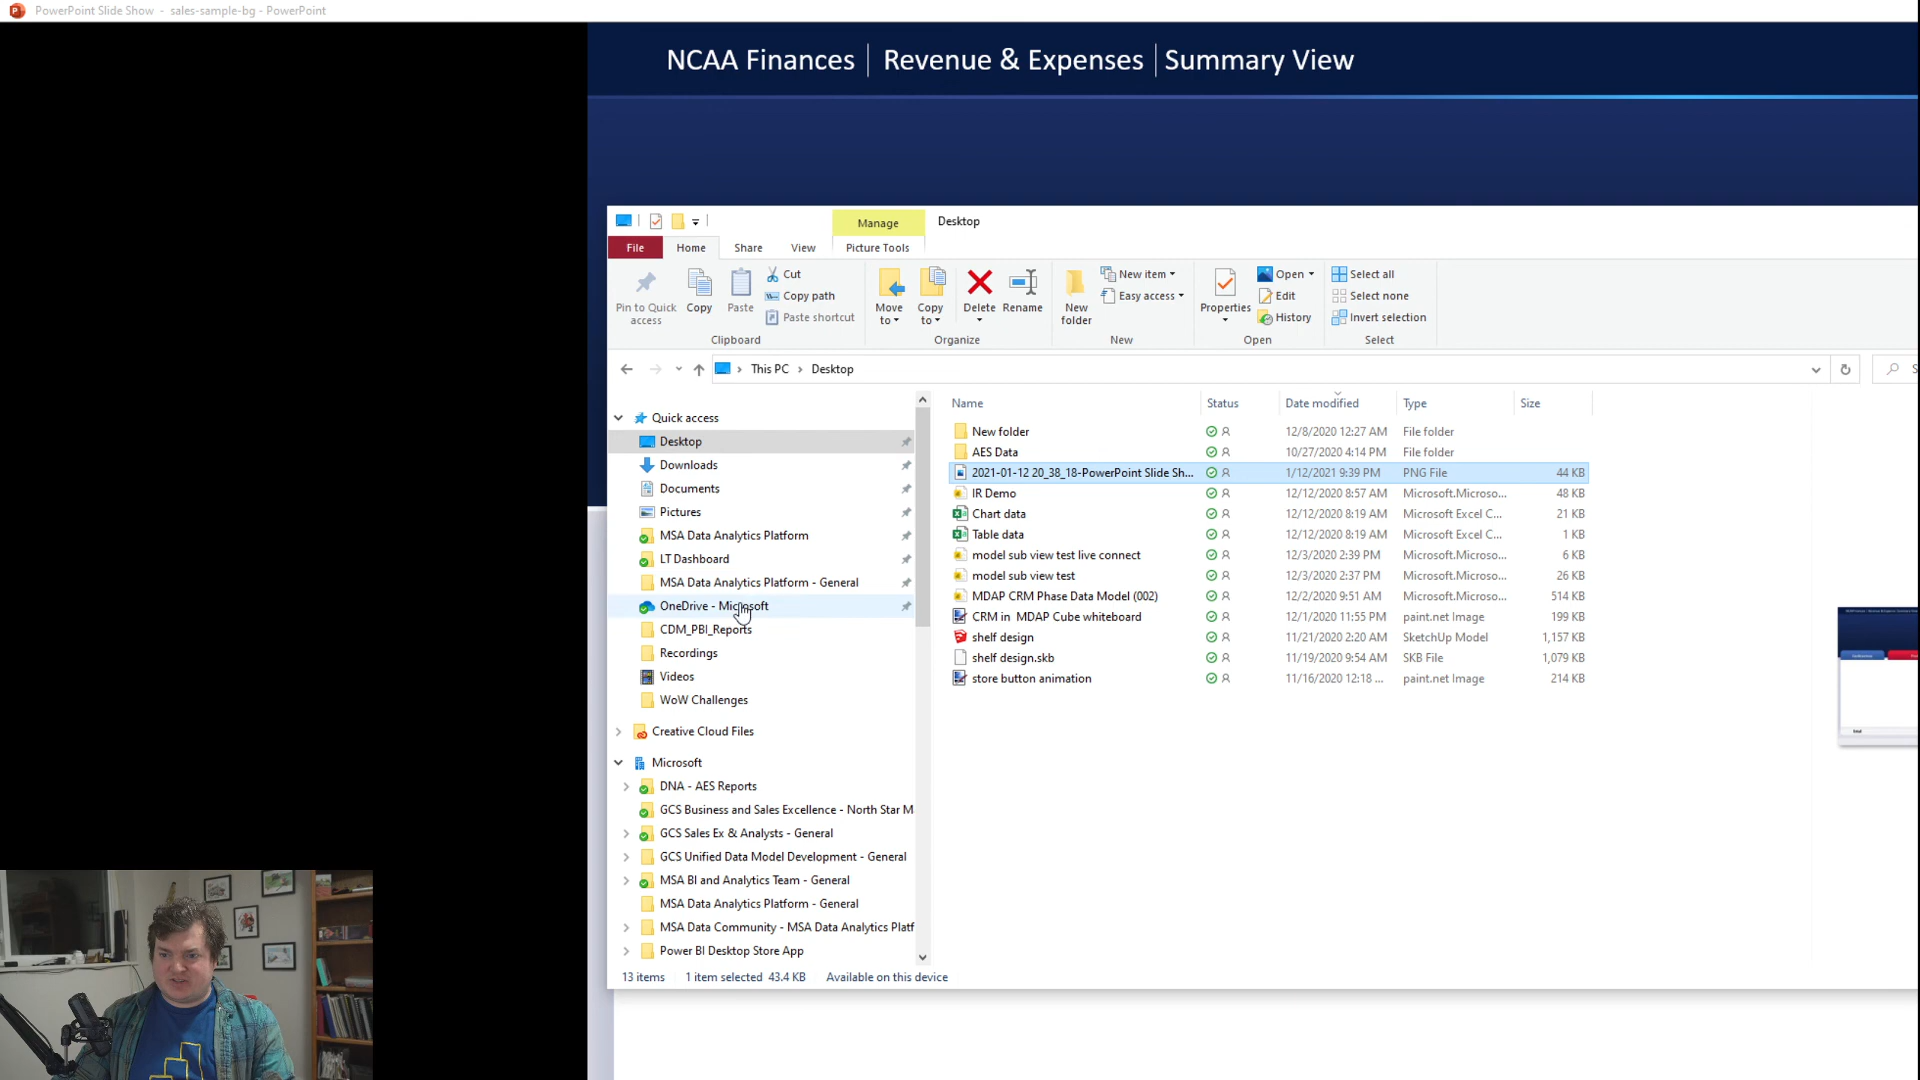 PowerPoint Slide Show - sales-sample-bg - PowerPoint
NCAA Finances | Revenue & Expenses | Summary View
Manage
Desktop
File
Home
Share
View
Picture Tools
Pin to Quick access
Copy
Paste
Cut
Copy path
Paste shortcut
Clipboard
Move to
Copy to
Delete
Rename
Organize
New folder
New item
Easy access
New
Properties
Open
Edit
History
Open
Select all
Select none
Invert selection
Select
This PC > Desktop
Quick access
Desktop
Downloads
Documents
Pictures
MSA Data Analytics Platform
LT Dashboard
MSA Data Analytics Platform - General
OneDrive - Microsoft
CDM_PBI_Reports
Recordings
Videos
WoW Challenges
Creative Cloud Files
Microsoft
DNA - AES Reports
GCS Business and Sales Excellence - North Star M
GCS Sales Ex & Analysts - General
GCS Unified Data Model Development - General
MSA BI and Analytics Team - General
MSA Data Analytics Platform - General
MSA Data Community - MSA Data Analytics Platf
Power BI Desktop Store App
Name Status Date modified Type Size
New folder 12/8/2020 12:27 AM File folder
AES Data 10/27/2020 4:14 PM File folder
2021-01-12 20_38_18-PowerPoint Slide Sh... 1/12/2021 9:39 PM PNG File 44 KB
IR Demo 12/12/2020 8:57 AM Microsoft.Microso... 48 KB
Chart data 12/12/2020 8:19 AM Microsoft Excel C... 21 KB
Table data 12/12/2020 8:19 AM Microsoft Excel C... 1 KB
model sub view test live connect 12/3/2020 2:39 PM Microsoft.Microso... 6 KB
model sub view test 12/3/2020 2:37 PM Microsoft.Microso... 26 KB
MDAP CRM Phase Data Model (002) 12/2/2020 9:51 AM Microsoft.Microso... 514 KB
CRM in MDAP Cube whiteboard 12/1/2020 11:55 PM paint.net Image 199 KB
shelf design 11/21/2020 2:20 AM SketchUp Model 1,157 KB
shelf design.skb 11/19/2020 9:54 AM SKB File 1,079 KB
store button animation 11/16/2020 12:18 ... paint.net Image 214 KB
13 items 1 item selected 43.4 KB Available on this device